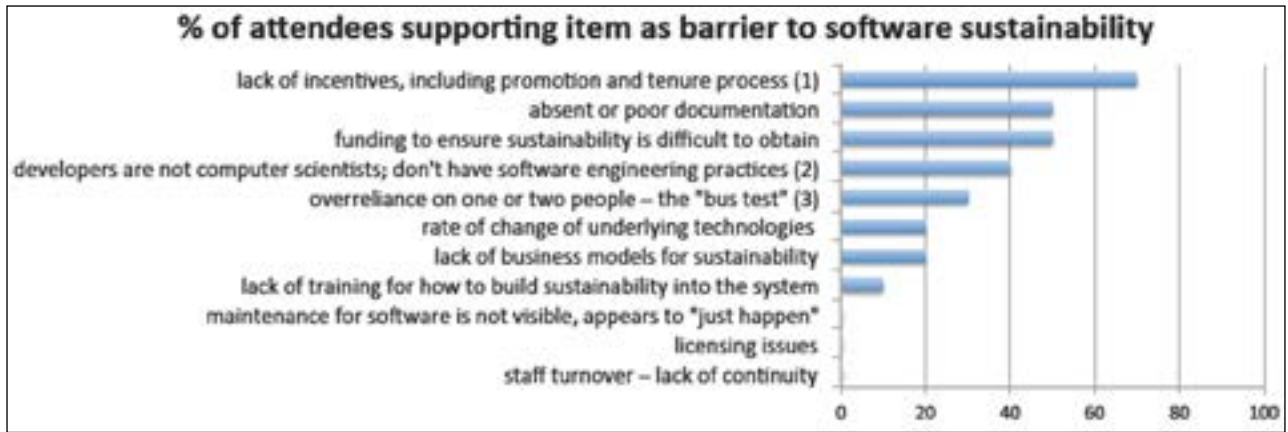 % of attendees supporting item as barrier to software sustainability
lack of incentives, including promotion and tenure process (1)
absent or poor documentation
funding to ensure sustainability is difficult to obtain
developers are not computer scientists; don't have software engineering practices (2)
overreliance on one or two people – the "bus test" (3)
rate of change of underlying technologies
lack of business models for sustainability
lack of training for how to build sustainability into the system
maintenance for software is not visible, appears to "just happen"
licensing issues
staff turnover – lack of continuity
0 20 40 60 80 100